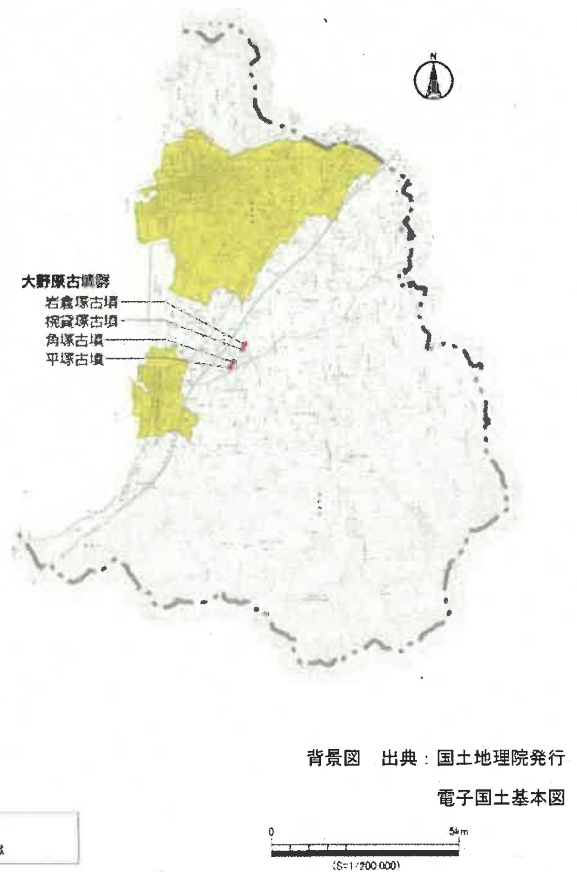 N
大野原古墳群
岩倉塚古墳
椀貸塚古墳
角塚古墳
平塚古墳
背景図 出典:国土地理院発行
電子国土基本図
0 5km
(S=1/200,000)